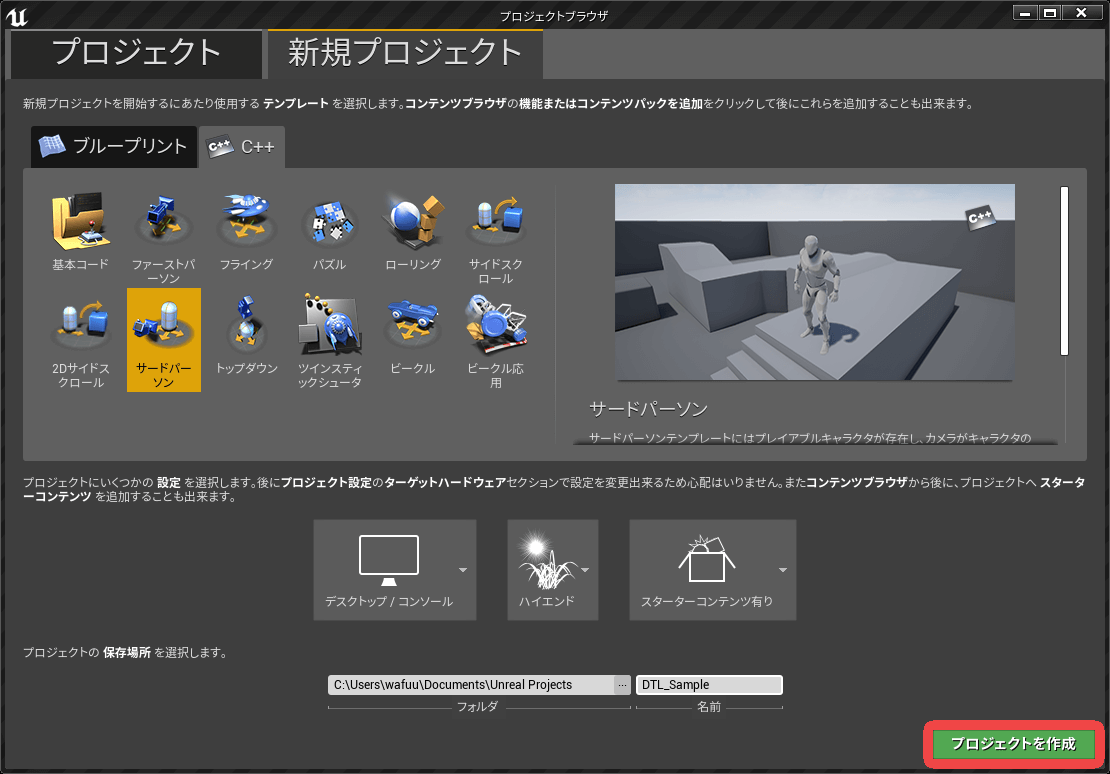 プロジェクトブラウザ
プロジェクト
新規プロジェクト
新規プロジェクトを開始するにあたり使用する テンプレート を選択します。コンテンツブラウザの機能またはコンテンツパックを追加をクリックして後にこれらを追加することも出来ます。
ブループリント
C++ C++
基本コード
ファーストパ
ーソン
フライング
パズル
ローリング
サイドスク
ロール
2Dサイドス
クロール
サードパー
ソン
トップダウン
ツインスティ
ックシュータ
ビークル
ビークル応
用
C++
サードパーソン
サードパーソンテンプレートにはプレイアブルキャラクタが存在し、カメラがキャラクタの
プロジェクトにいくつかの 設定 を選択します。後にプロジェクト設定のターゲットハードウェアセクションで設定を変更出来るため心配はいりません。またコンテンツブラウザから後に、プロジェクトへ スタータ
ーコンテンツ を追加することも出来ます。
デスクトップ / コンソール
ハイエンド
スターターコンテンツ有り
プロジェクトの 保存場所 を選択します。
C:\Users\wafuu\Documents\Unreal Projects
...
DTL_Sample
フォルダ
名前
プロジェクトを作成